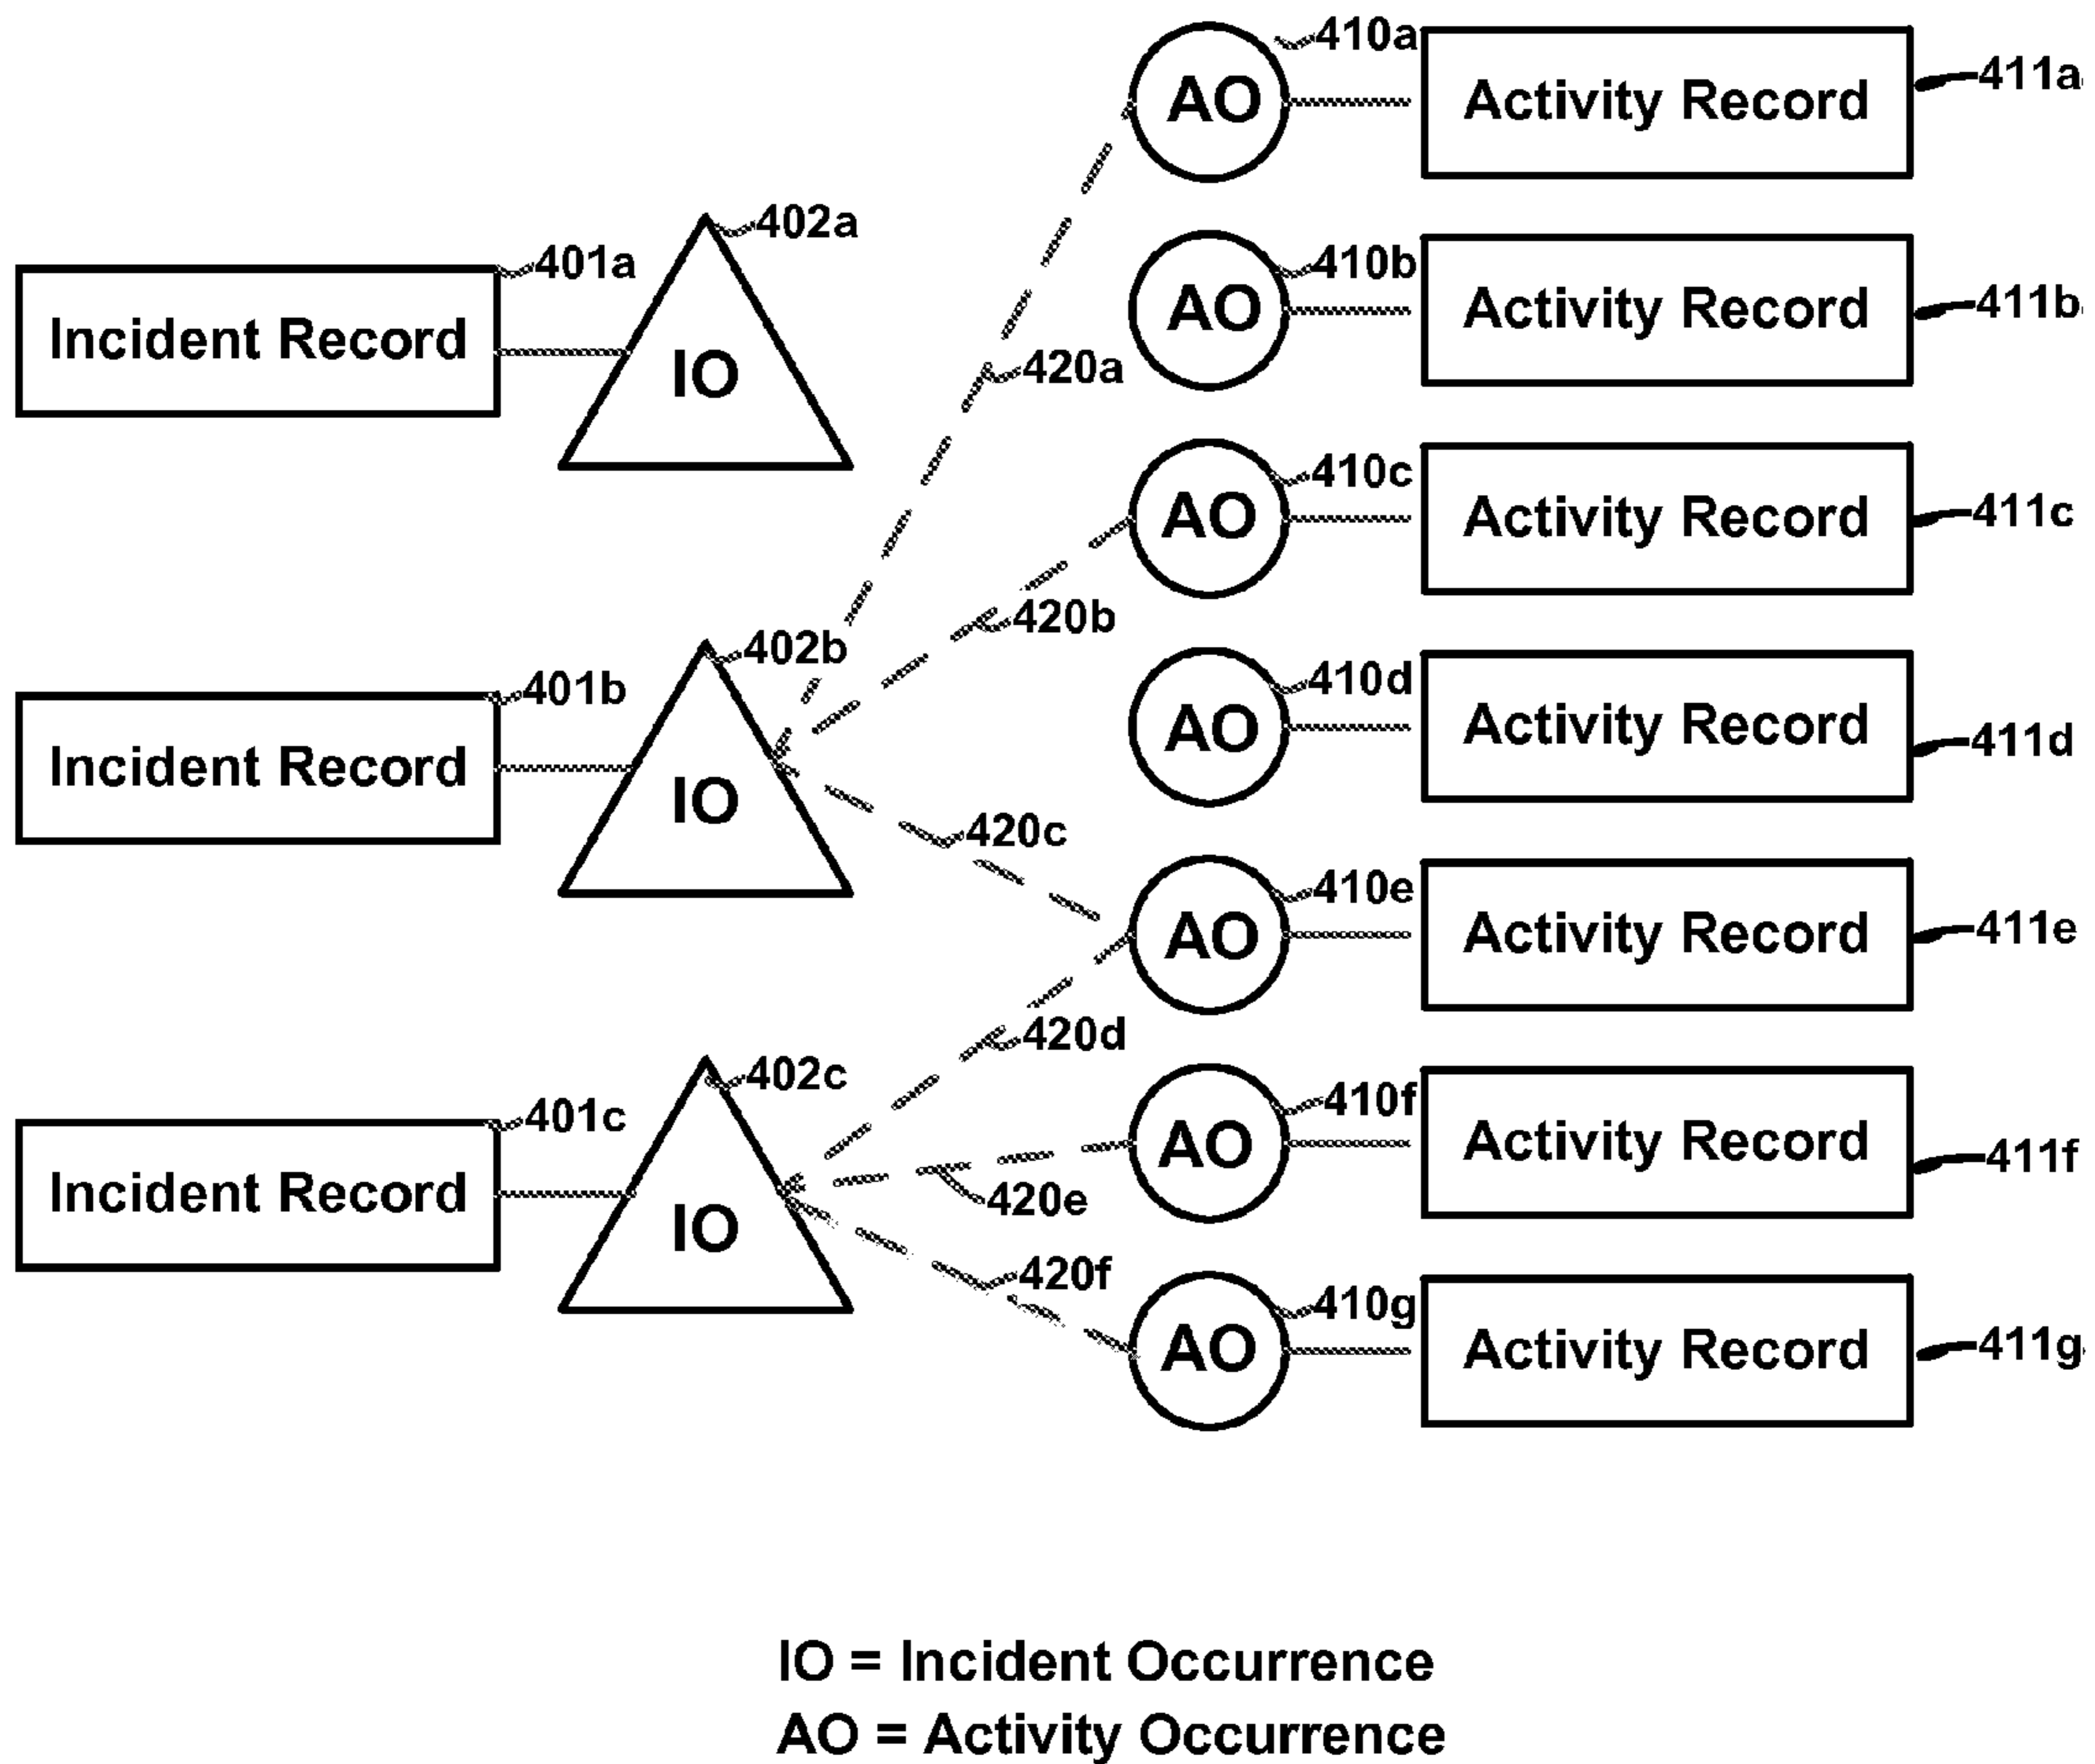 410a
AO
Activity Record
411a
402a
401a
Incident Record
IO
410b
AO
Activity Record
411b
420a
410c
AO
Activity Record
411c
420b
402b
401b
Incident Record
IO
410d
AO
Activity Record
411d
420c
410e
AO
Activity Record
411e
420d
402c
401c
Incident Record
IO
410f
AO
Activity Record
411f
420e
420f
410g
AO
Activity Record
411g
IO = Incident Occurrence
AO = Activity Occurrence